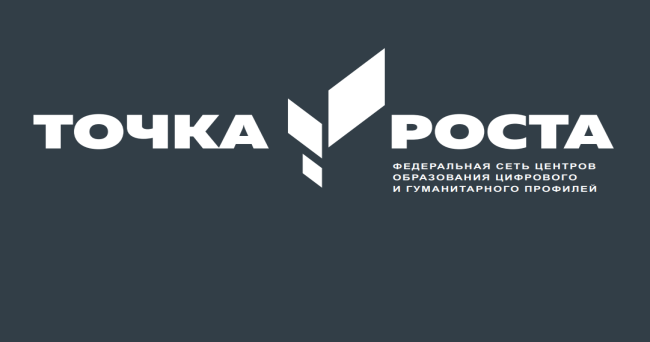 ТОЧКА РОСТА
ФЕДЕРАЛЬНАЯ СЕТЬ ЦЕНТРОВ
ОБРАЗОВАНИЯ ЦИФРОВОГО
И ГУМАНИТАРНОГО ПРОФИЛЕЙ